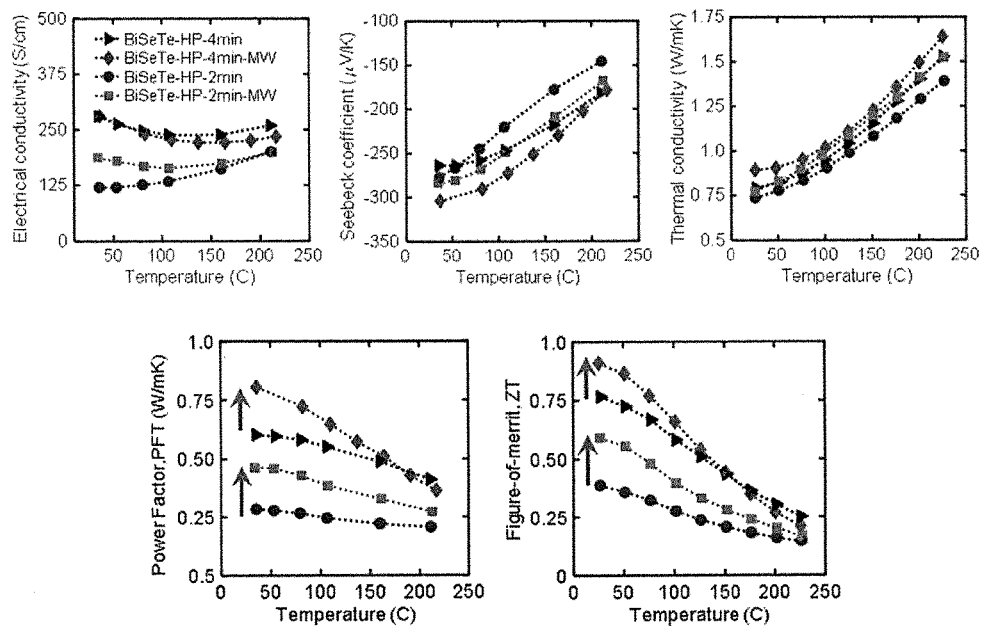 Electrical conductivity (S/cm)
500
375
250
125
0
BiSeTe-HP-4min
BiSeTe-HP-4min-MW
BiSeTe-HP-2min
BiSeTe-HP-2min-MW
0 50 100 150 200 250
Temperature (C)
Seebeck coefficient (μV/K)
-100
-150
-200
-250
-300
-350
0 50 100 150 200 250
Temperature (C)
Thermal conductivity (W/mK)
1.75
1.5
1.25
1.0
0.75
0.5
0 50 100 150 200 250
Temperature (C)
Power Factor,PFT (W/mK)
1.0
0.75
0.50
0.25
0.5
0 50 100 150 200 250
Temperature (C)
Figure-of-merril,ZT
1.0
0.75
0.50
0.25
0
0 50 100 150 200 250
Temperature (C)